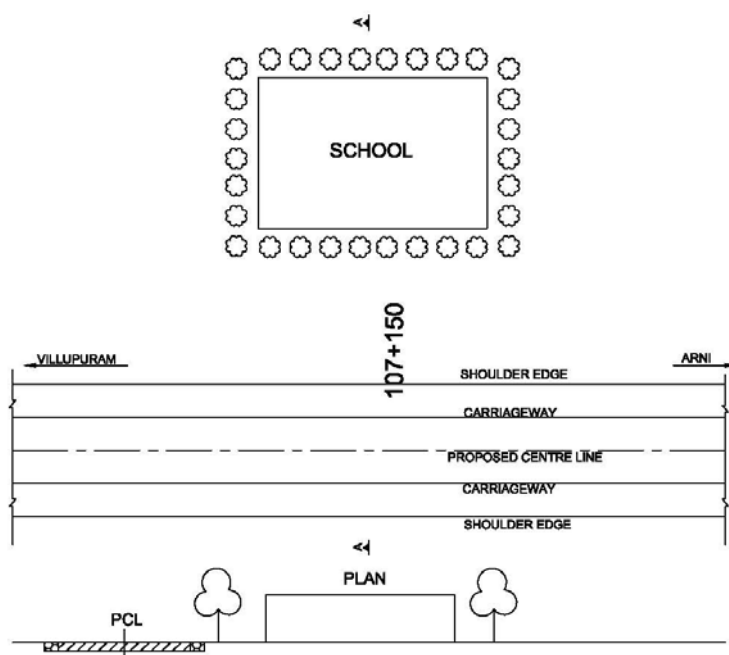 A
SCHOOL
107+150
VILLUPURAM
ARNI
SHOULDER EDGE
CARRIAGEWAY
PROPOSED CENTRE LINE
CARRIAGEWAY
SHOULDER EDGE
A
PLAN
PCL